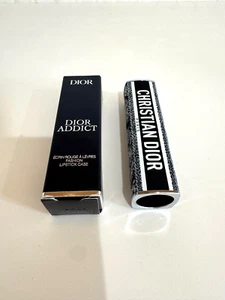 DIOR
DIOR
ADDICT
ÉCRIN ROUGE À LÈVRES
FASHION
LIPSTICK CASE
CHRISTIAN DIOR